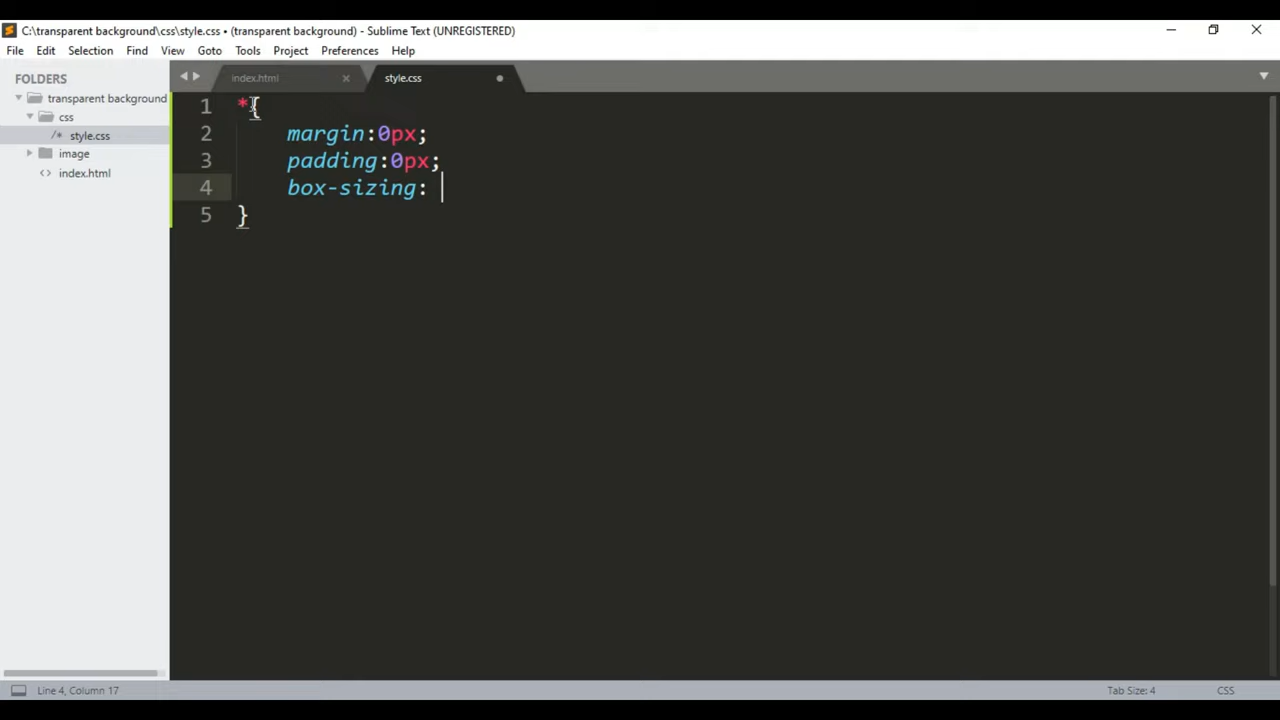 C:\transparent background\css\style.css • (transparent background) - Sublime Text (UNREGISTERED)
File Edit Selection Find View Goto Tools Project Preferences Help
FOLDERS
transparent background
css
/* style.css
image
<> index.html
index.html × style.css
1 *{
2 margin:0px;
3 padding:0px;
4 box-sizing:
5 }
Line 4, Column 17
Tab Size: 4
CSS